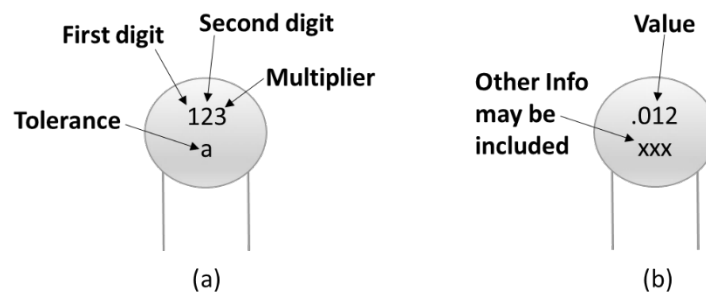 First digit
Second digit
Multiplier
Tolerance
123
a
(a)
Value
Other Info
may be
included
.012
xxx
(b)